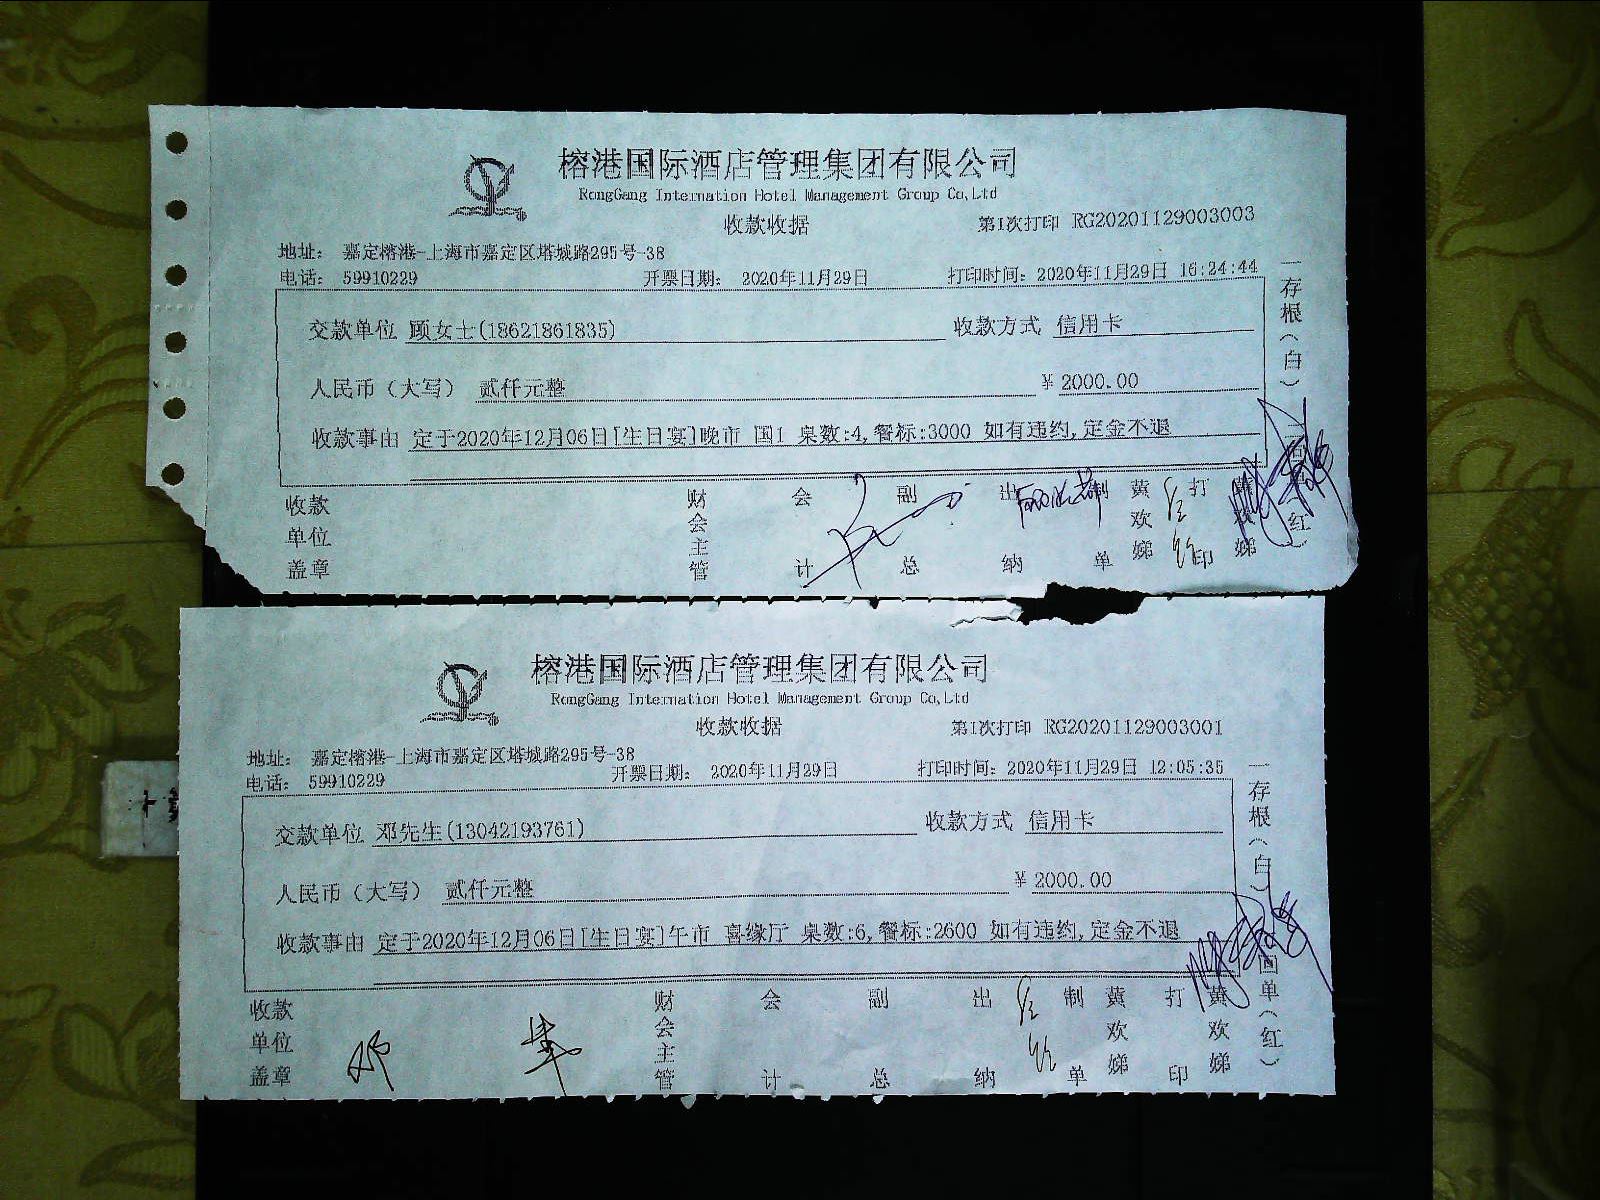 榕港国际酒店管理集团有限公司
RongGang Internation Hotel Management Group Co,Ltd
收款收据 第1次打印 RG20201129003003
地址： 嘉定榕港-上海市嘉定区塔城路295号-38
电话： 59910229 开票日期： 2020年11月29日 打印时间： 2020年11月29日 16:24:44
交款单位 顾女士(18621861835) 收款方式 信用卡
人民币（大写） 贰仟元整 ￥2000.00
收款事由 定于2020年12月06日[生日宴]晚市 国1 桌数:4,餐标:3000 如有违约,定金不退
收款单位盖章 财会主管 会计 副总 出纳 制单 黄欢娣 打印 黄欢娣
一存根（白）二回单（红）
榕港国际酒店管理集团有限公司
RongGang Internation Hotel Management Group Co,Ltd
收款收据 第1次打印 RG20201129003001
地址： 嘉定榕港-上海市嘉定区塔城路295号-38
电话： 59910229 开票日期： 2020年11月29日 打印时间： 2020年11月29日 12:05:35
交款单位 邓先生(13042193761) 收款方式 信用卡
人民币（大写） 贰仟元整 ￥2000.00
收款事由 定于2020年12月06日[生日宴]午市 喜缘厅 桌数:6,餐标:2600 如有违约,定金不退
收款单位盖章 财会主管 会计 副总 出纳 制单 黄欢娣 打印 黄欢娣
一存根（白）二回单（红）